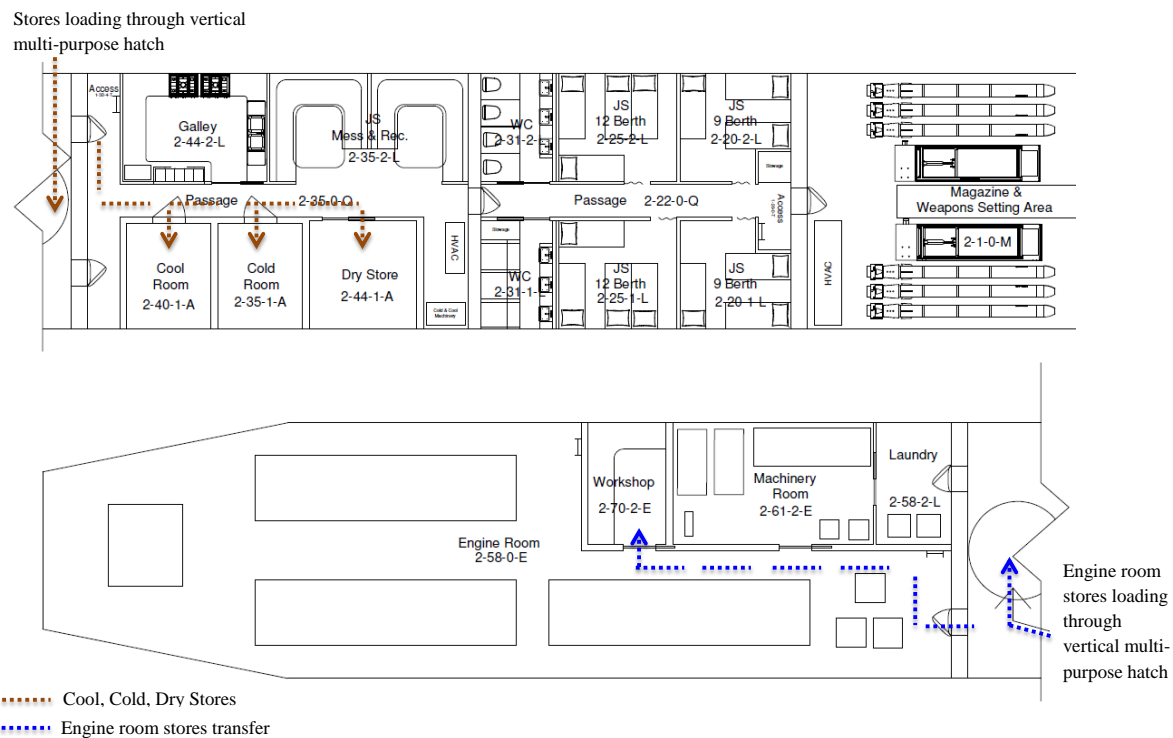 Stores loading through vertical
multi-purpose hatch
Access
Galley
2-44-2-L
JS
Mess & Rec.
2-35-2-L
WC
2-31-2-L
JS
12 Berth
2-25-2-L
JS
9 Berth
2-20-2-L
Storage
Passage
2-35-0-Q
Passage
2-22-0-Q
Access
Magazine &
Weapons Setting Area
2-1-0-M
Cool
Room
2-40-1-A
Cold
Room
2-35-1-A
Dry Store
2-44-1-A
HVAC
Cold & Cool
Machinery
Storage
WC
2-31-1-L
JS
12 Berth
2-25-1-L
JS
9 Berth
2-20-1-L
HVAC
Workshop
2-70-2-E
Machinery
Room
2-61-2-E
Laundry
2-58-2-L
Engine Room
2-58-0-E
Engine room
stores loading
through
vertical multi-
purpose hatch
Cool, Cold, Dry Stores
Engine room stores transfer